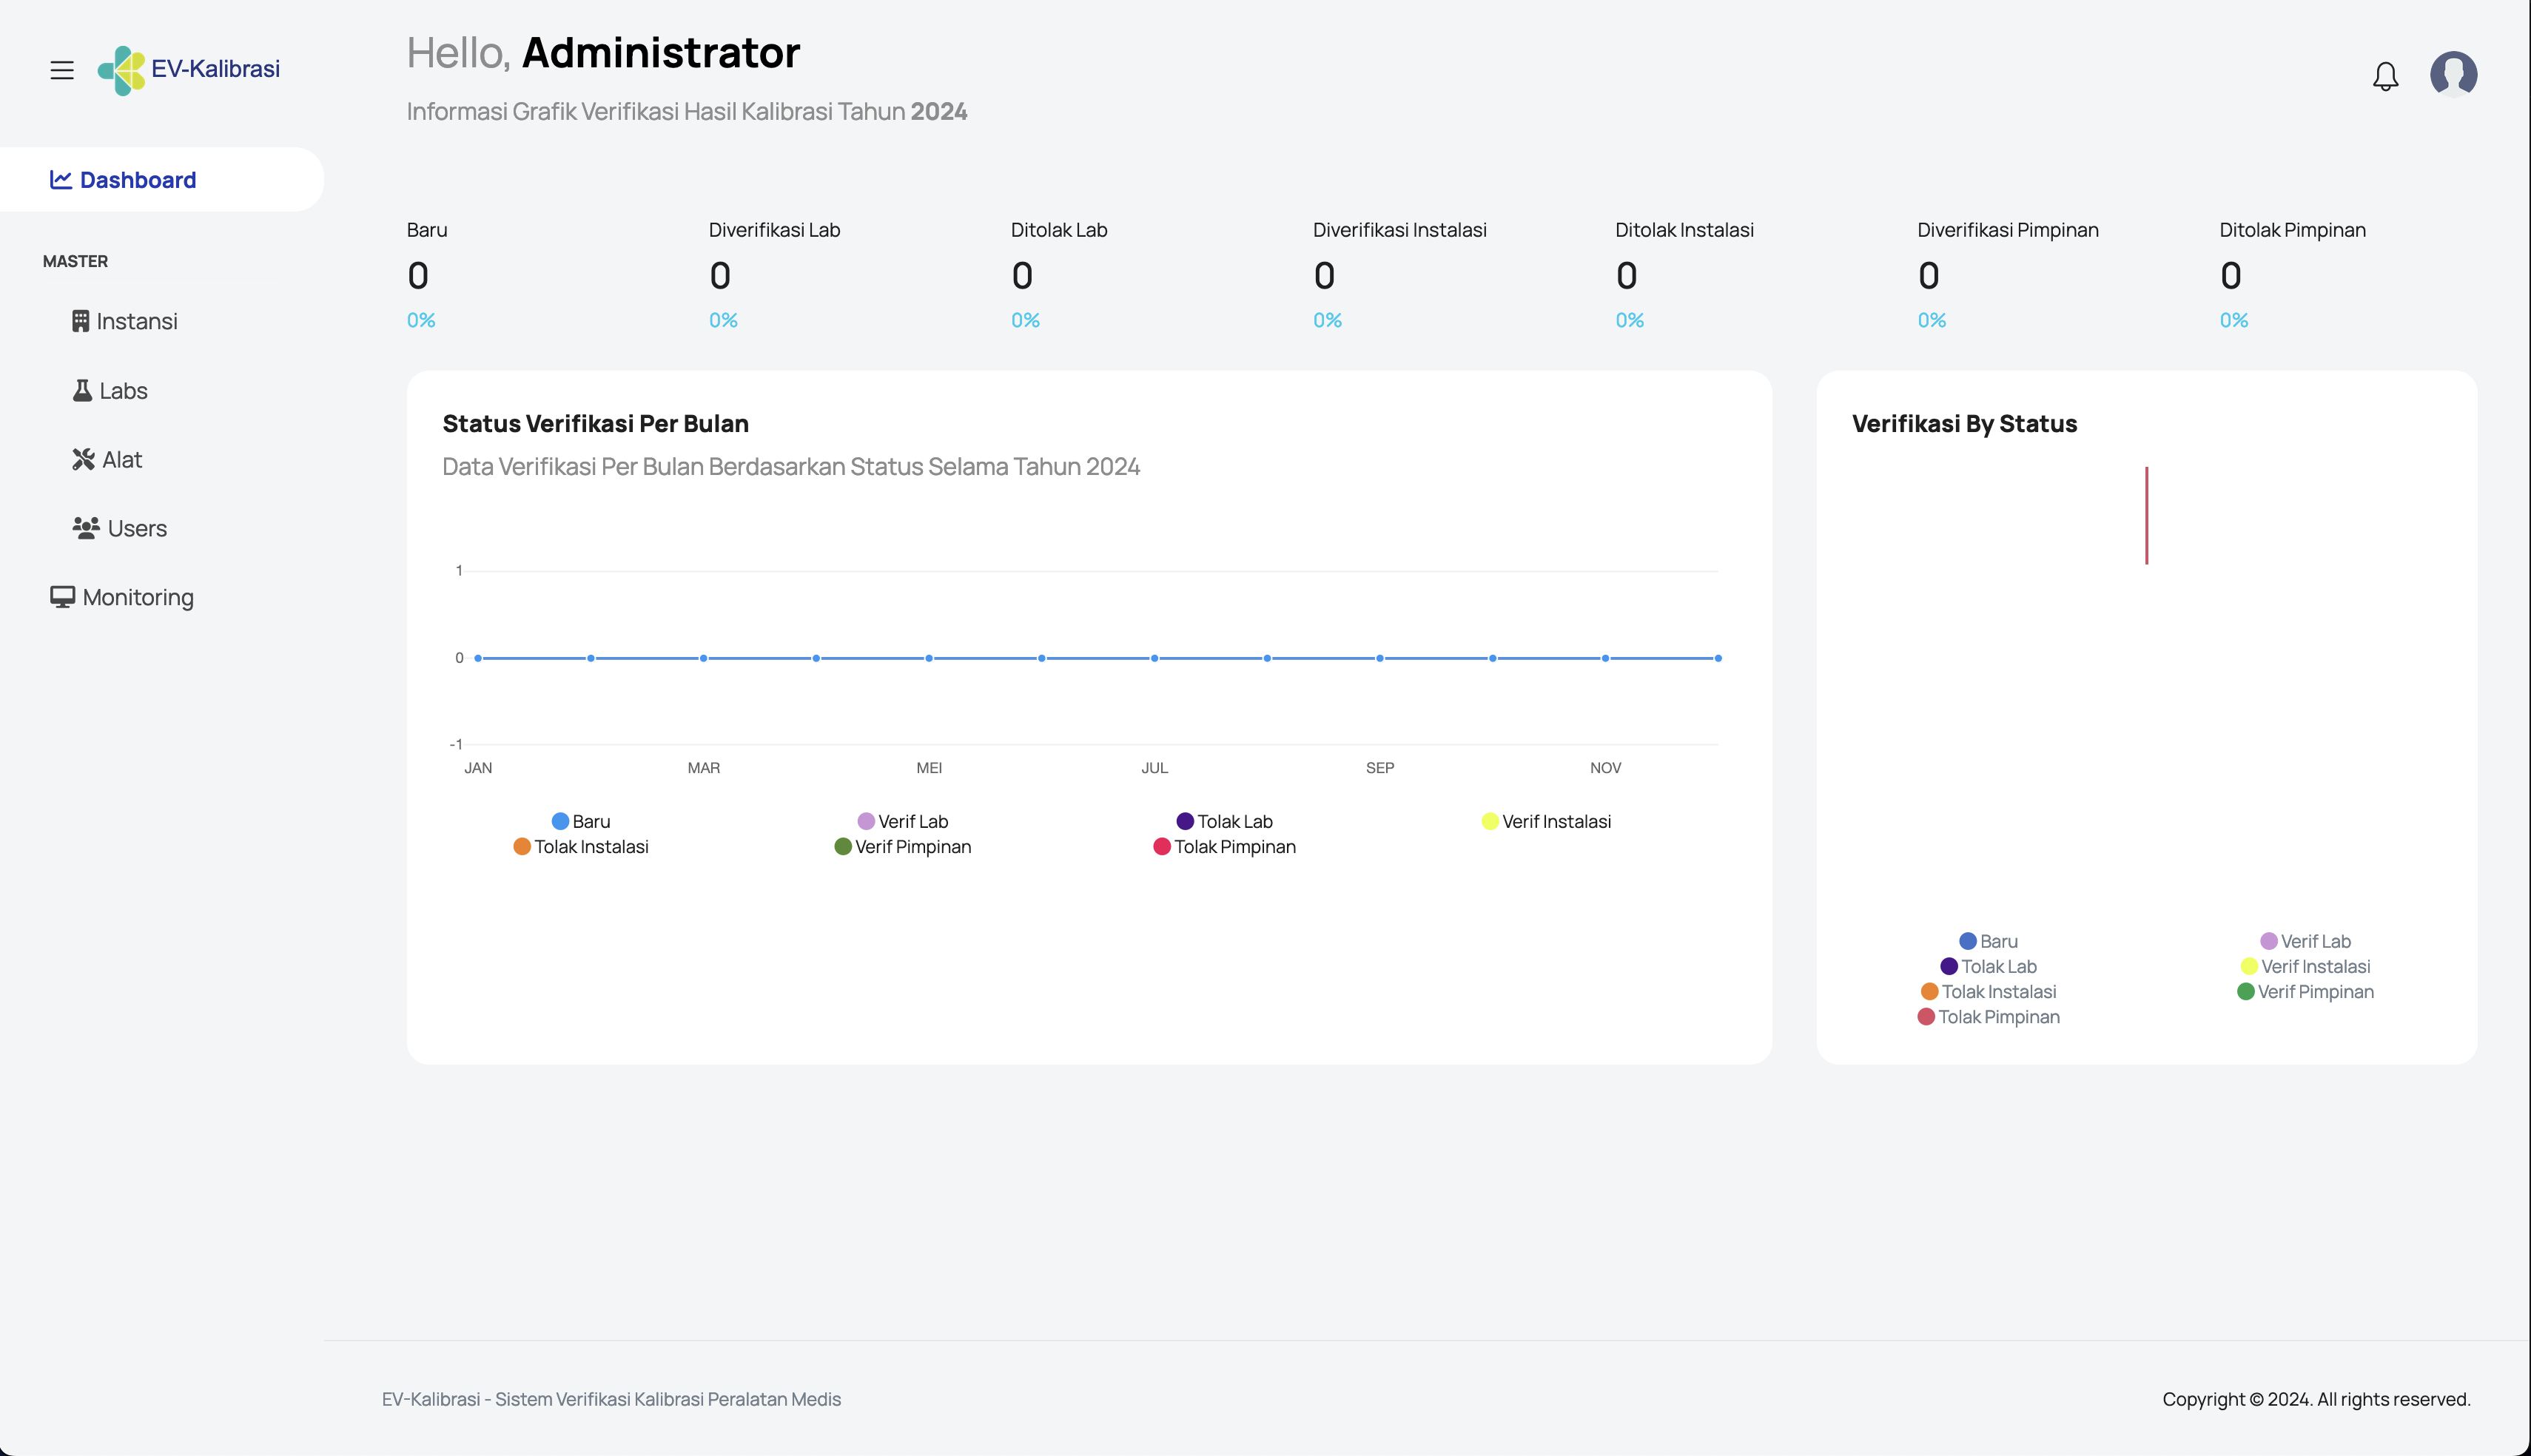 EV-Kalibrasi
Hello, Administrator
Informasi Grafik Verifikasi Hasil Kalibrasi Tahun 2024
Dashboard
MASTER
Instansi
Labs
Alat
Users
Monitoring
Baru
0
0%
Diverifikasi Lab
0
0%
Ditolak Lab
0
0%
Diverifikasi Instalasi
0
0%
Ditolak Instalasi
0
0%
Diverifikasi Pimpinan
0
0%
Ditolak Pimpinan
0
0%
Status Verifikasi Per Bulan
Data Verifikasi Per Bulan Berdasarkan Status Selama Tahun 2024
1
0
-1
JAN MAR MEI JUL SEP NOV
Baru Verif Lab Tolak Lab Verif Instalasi
Tolak Instalasi Verif Pimpinan Tolak Pimpinan
Verifikasi By Status
Baru Verif Lab
Tolak Lab Verif Instalasi
Tolak Instalasi Verif Pimpinan
Tolak Pimpinan
EV-Kalibrasi - Sistem Verifikasi Kalibrasi Peralatan Medis
Copyright © 2024. All rights reserved.